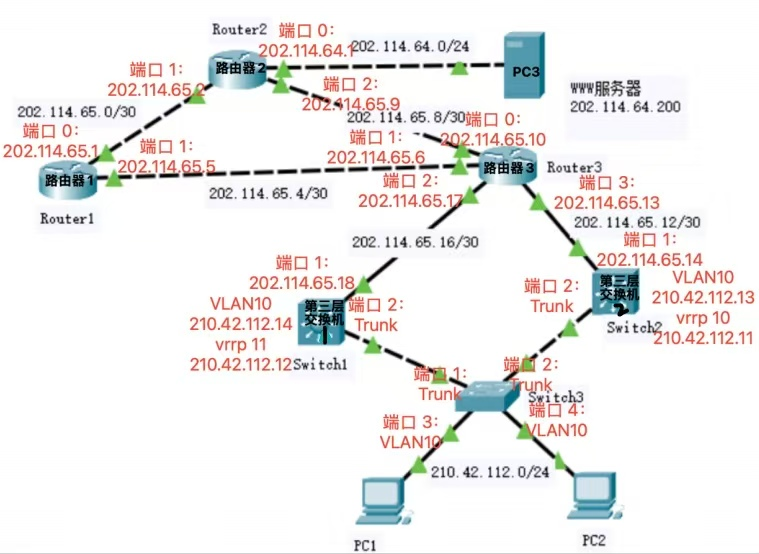 Router2
端口 0:
202.114.64.1
202.114.64.0/24
路由器2
PC3
端口 1:
202.114.65.2
端口 2:
202.114.65.9
WWW服务器
202.114.64.200
202.114.65.0/30
202.114.65.8/30
端口 0:
202.114.65.1
端口 1:
202.114.65.5
端口 1:
202.114.65.6
端口 0:
202.114.65.10
路由器1
Router1
202.114.65.4/30
路由器3
Router3
端口 2:
202.114.65.17
端口 3:
202.114.65.13
202.114.65.12/30
202.114.65.16/30
端口 1:
202.114.65.14
端口 1:
202.114.65.18
VLAN10
210.42.112.14
vrrp 11
210.42.112.12
第三层
交换机
1
Switch1
端口 2:
Trunk
端口 2:
Trunk
第三层
交换机
2
Switch2
VLAN10
210.42.112.13
vrrp 10
210.42.112.11
端口 1:
Trunk
端口 2:
Trunk
Switch3
端口 3:
VLAN10
端口 4:
VLAN10
210.42.112.0/24
PC1
PC2